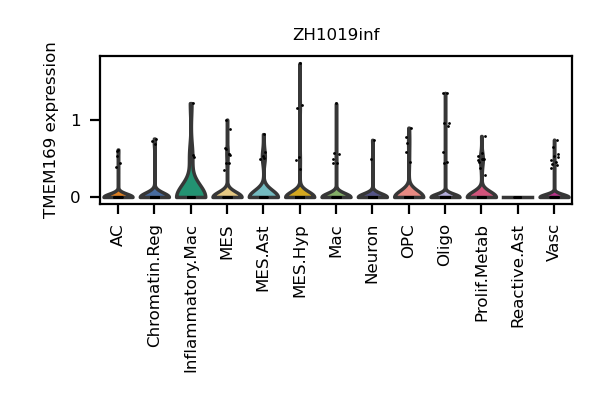 ZH1019inf
TMEM169 expression
1
0
AC
Chromatin.Reg
Inflammatory.Mac
MES
MES.Ast
MES.Hyp
Mac
Neuron
OPC
Oligo
Prolif.Metab
Reactive.Ast
Vasc